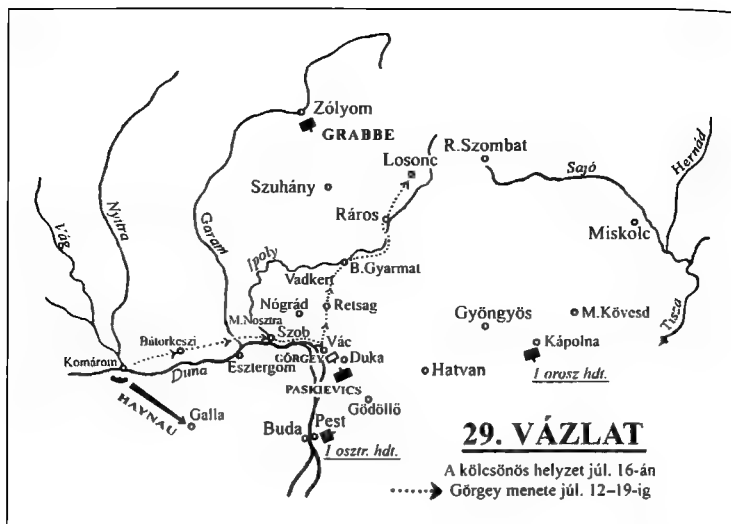 Zólyom
GRABBE
R.Szombat
Losonc
Sajó
Hernád
Szuhány
Vág
Nyitra
Garam
Ráros
Miskolc
Ipoly
Vadkert
B.Gyarmat
Nógrád
Retsag
M.Nosztra
Gyöngyös
M.Kövesd
Tisza
Bátorkeszi
Szob
Vác
Kápolna
Komárom
GÖRGEY
Duka
Duna
Esztergom
PASKIEVICS
Hatvan
I orosz hdt.
HAYNAU
Galla
Gödöllő
Buda
Pest
I osztr. hdt.
29. VÁZLAT
A kölcsönös helyzet júl. 16-án
Görgey menete júl. 12–19-ig